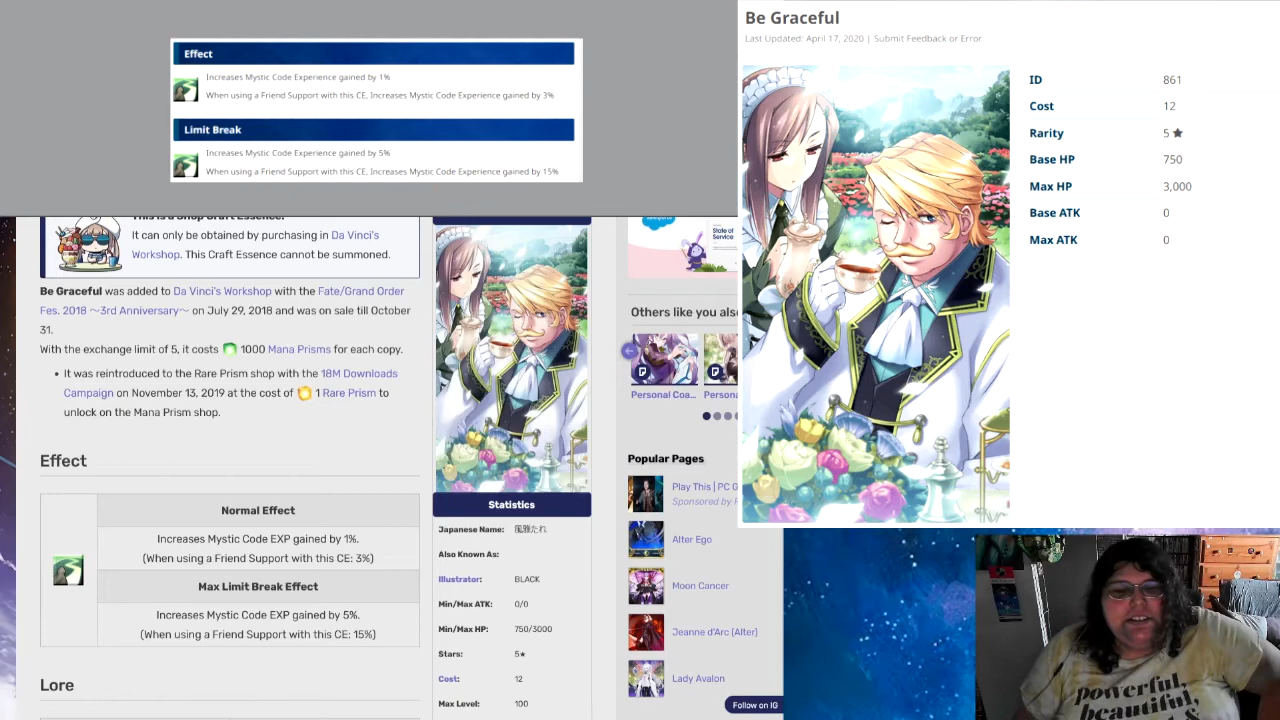 Effect
Increases Mystic Code Experience gained by 1%
When using a Friend Support with this CE, Increases Mystic Code Experience gained by 3%
Limit Break
Increases Mystic Code Experience gained by 5%
When using a Friend Support with this CE, Increases Mystic Code Experience gained by 15%
Be Graceful
Last Updated: April 17, 2020 | Submit Feedback or Error
ID 861
Cost 12
Rarity 5 ★
Base HP 750
Max HP 3,000
Base ATK 0
Max ATK 0
This is a Shop Craft Essence!
It can only be obtained by purchasing in Da Vinci's
Workshop. This Craft Essence cannot be summoned.
Be Graceful was added to Da Vinci's Workshop with the Fate/Grand Order
Fes. 2018 ～3rd Anniversary～ on July 29, 2018 and was on sale till October
31.
With the exchange limit of 5, it costs 1000 Mana Prisms for each copy.
• It was reintroduced to the Rare Prism shop with the 18M Downloads
Campaign on November 13, 2019 at the cost of 1 Rare Prism to
unlock on the Mana Prism shop.
Effect
Normal Effect
Increases Mystic Code EXP gained by 1%.
(When using a Friend Support with this CE: 3%)
Max Limit Break Effect
Increases Mystic Code EXP gained by 5%.
(When using a Friend Support with this CE: 15%)
Lore
Statistics
Japanese Name: 風雅たれ
Also Known As:
Illustrator: BLACK
Min/Max ATK: 0/0
Min/Max HP: 750/3000
Stars: 5★
Cost: 12
Max Level: 100
State of
Service
Others like you also
Personal Coa...
Persona
Popular Pages
Play This | PC G
Sponsored by
Alter Ego
Moon Cancer
Jeanne d'Arc (Alter)
Lady Avalon
Follow on IG
powerful,
beautiful